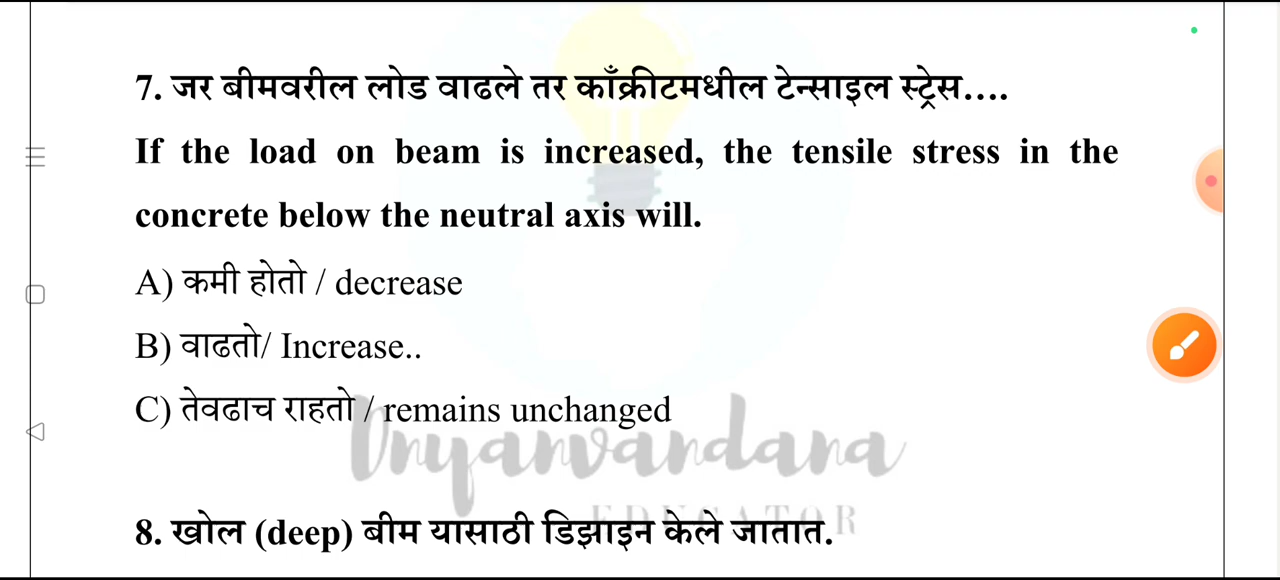 7. जर बीमवरील लोड वाढले तर काँक्रीटमधील टेन्साइल स्ट्रेस....
If the load on beam is increased, the tensile stress in the
concrete below the neutral axis will.
A) कमी होतो / decrease
B) वाढतो/ Increase..
C) तेवढाच राहतो / remains unchanged
Dnyanvandana
EDUCATOR
8. खोल (deep) बीम यासाठी डिझाइन केले जातात.